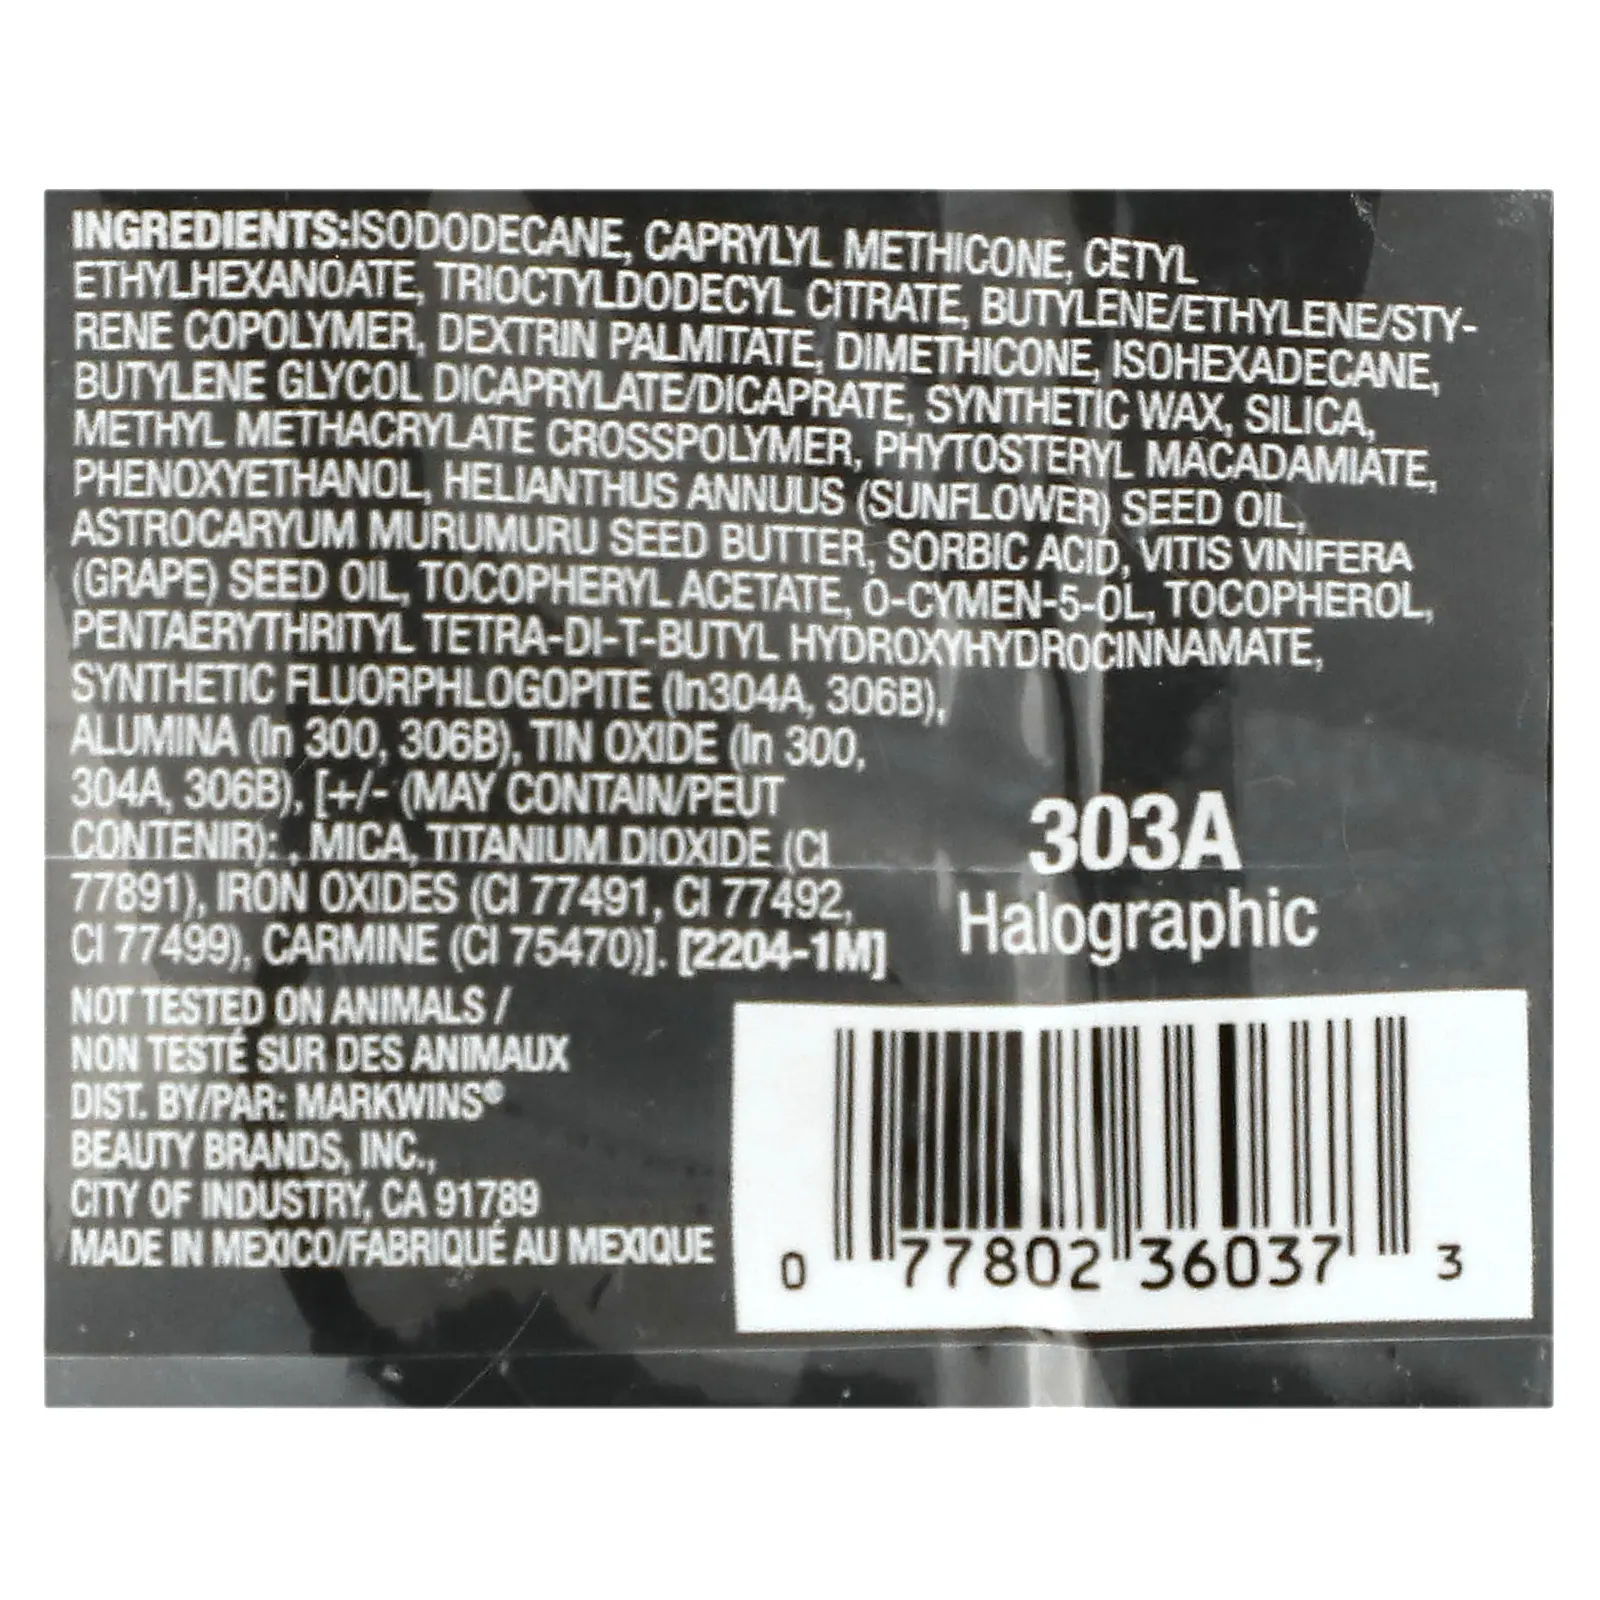 INGREDIENTS:ISODODECANE, CAPRYLYL METHICONE, CETYL
ETHYLHEXANOATE, TRIOCTYLDODECYL CITRATE, BUTYLENE/ETHYLENE/STY-
RENE COPOLYMER, DEXTRIN PALMITATE, DIMETHICONE, ISOHEXADECANE,
BUTYLENE GLYCOL DICAPRYLATE/DICAPRATE, SYNTHETIC WAX, SILICA,
METHYL METHACRYLATE CROSSPOLYMER, PHYTOSTERYL MACADAMIATE,
PHENOXYETHANOL, HELIANTHUS ANNUUS (SUNFLOWER) SEED OIL,
ASTROCARYUM MURUMURU SEED BUTTER, SORBIC ACID, VITIS VINIFERA
(GRAPE) SEED OIL, TOCOPHERYL ACETATE, O-CYMEN-5-OL, TOCOPHEROL,
PENTAERYTHRITYL TETRA-DI-T-BUTYL HYDROXYHYDROCINNAMATE,
SYNTHETIC FLUORPHLOGOPITE (In304A, 306B),
ALUMINA (In 300, 306B), TIN OXIDE (In 300,
304A, 306B), [+/- (MAY CONTAIN/PEUT
CONTENIR): , MICA, TITANIUM DIOXIDE (CI
77891), IRON OXIDES (CI 77491, CI 77492,
CI 77499), CARMINE (CI 75470)]. [2204-1M]
NOT TESTED ON ANIMALS /
NON TESTÉ SUR DES ANIMAUX
DIST. BY/PAR: MARKWINS®
BEAUTY BRANDS, INC.,
CITY OF INDUSTRY, CA 91789
MADE IN MEXICO/FABRIQUÉ AU MEXIQUE
303A
Halographic
0 77802 36037 3